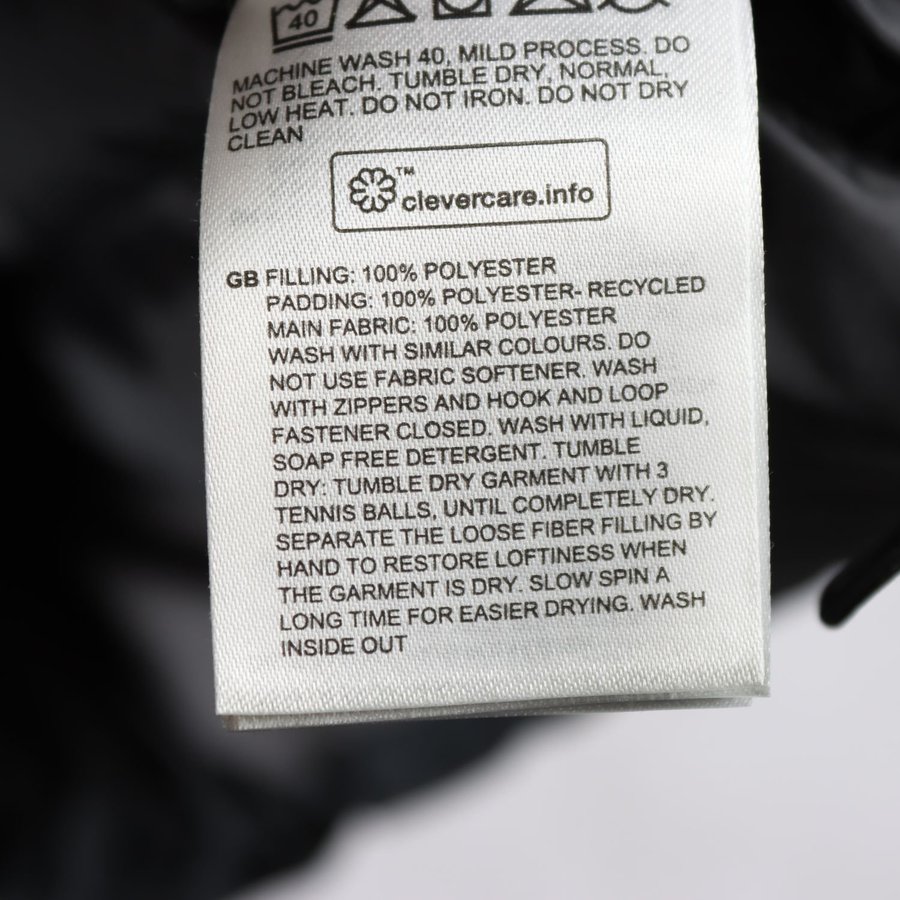 40
MACHINE WASH 40, MILD PROCESS. DO
NOT BLEACH. TUMBLE DRY, NORMAL,
LOW HEAT. DO NOT IRON. DO NOT DRY
CLEAN
™
clevercare.info
GB FILLING: 100% POLYESTER
PADDING: 100% POLYESTER- RECYCLED
MAIN FABRIC: 100% POLYESTER
WASH WITH SIMILAR COLOURS. DO
NOT USE FABRIC SOFTENER. WASH
WITH ZIPPERS AND HOOK AND LOOP
FASTENER CLOSED. WASH WITH LIQUID,
SOAP FREE DETERGENT. TUMBLE
DRY: TUMBLE DRY GARMENT WITH 3
TENNIS BALLS, UNTIL COMPLETELY DRY.
SEPARATE THE LOOSE FIBER FILLING BY
HAND TO RESTORE LOFTINESS WHEN
THE GARMENT IS DRY. SLOW SPIN A
LONG TIME FOR EASIER DRYING. WASH
INSIDE OUT